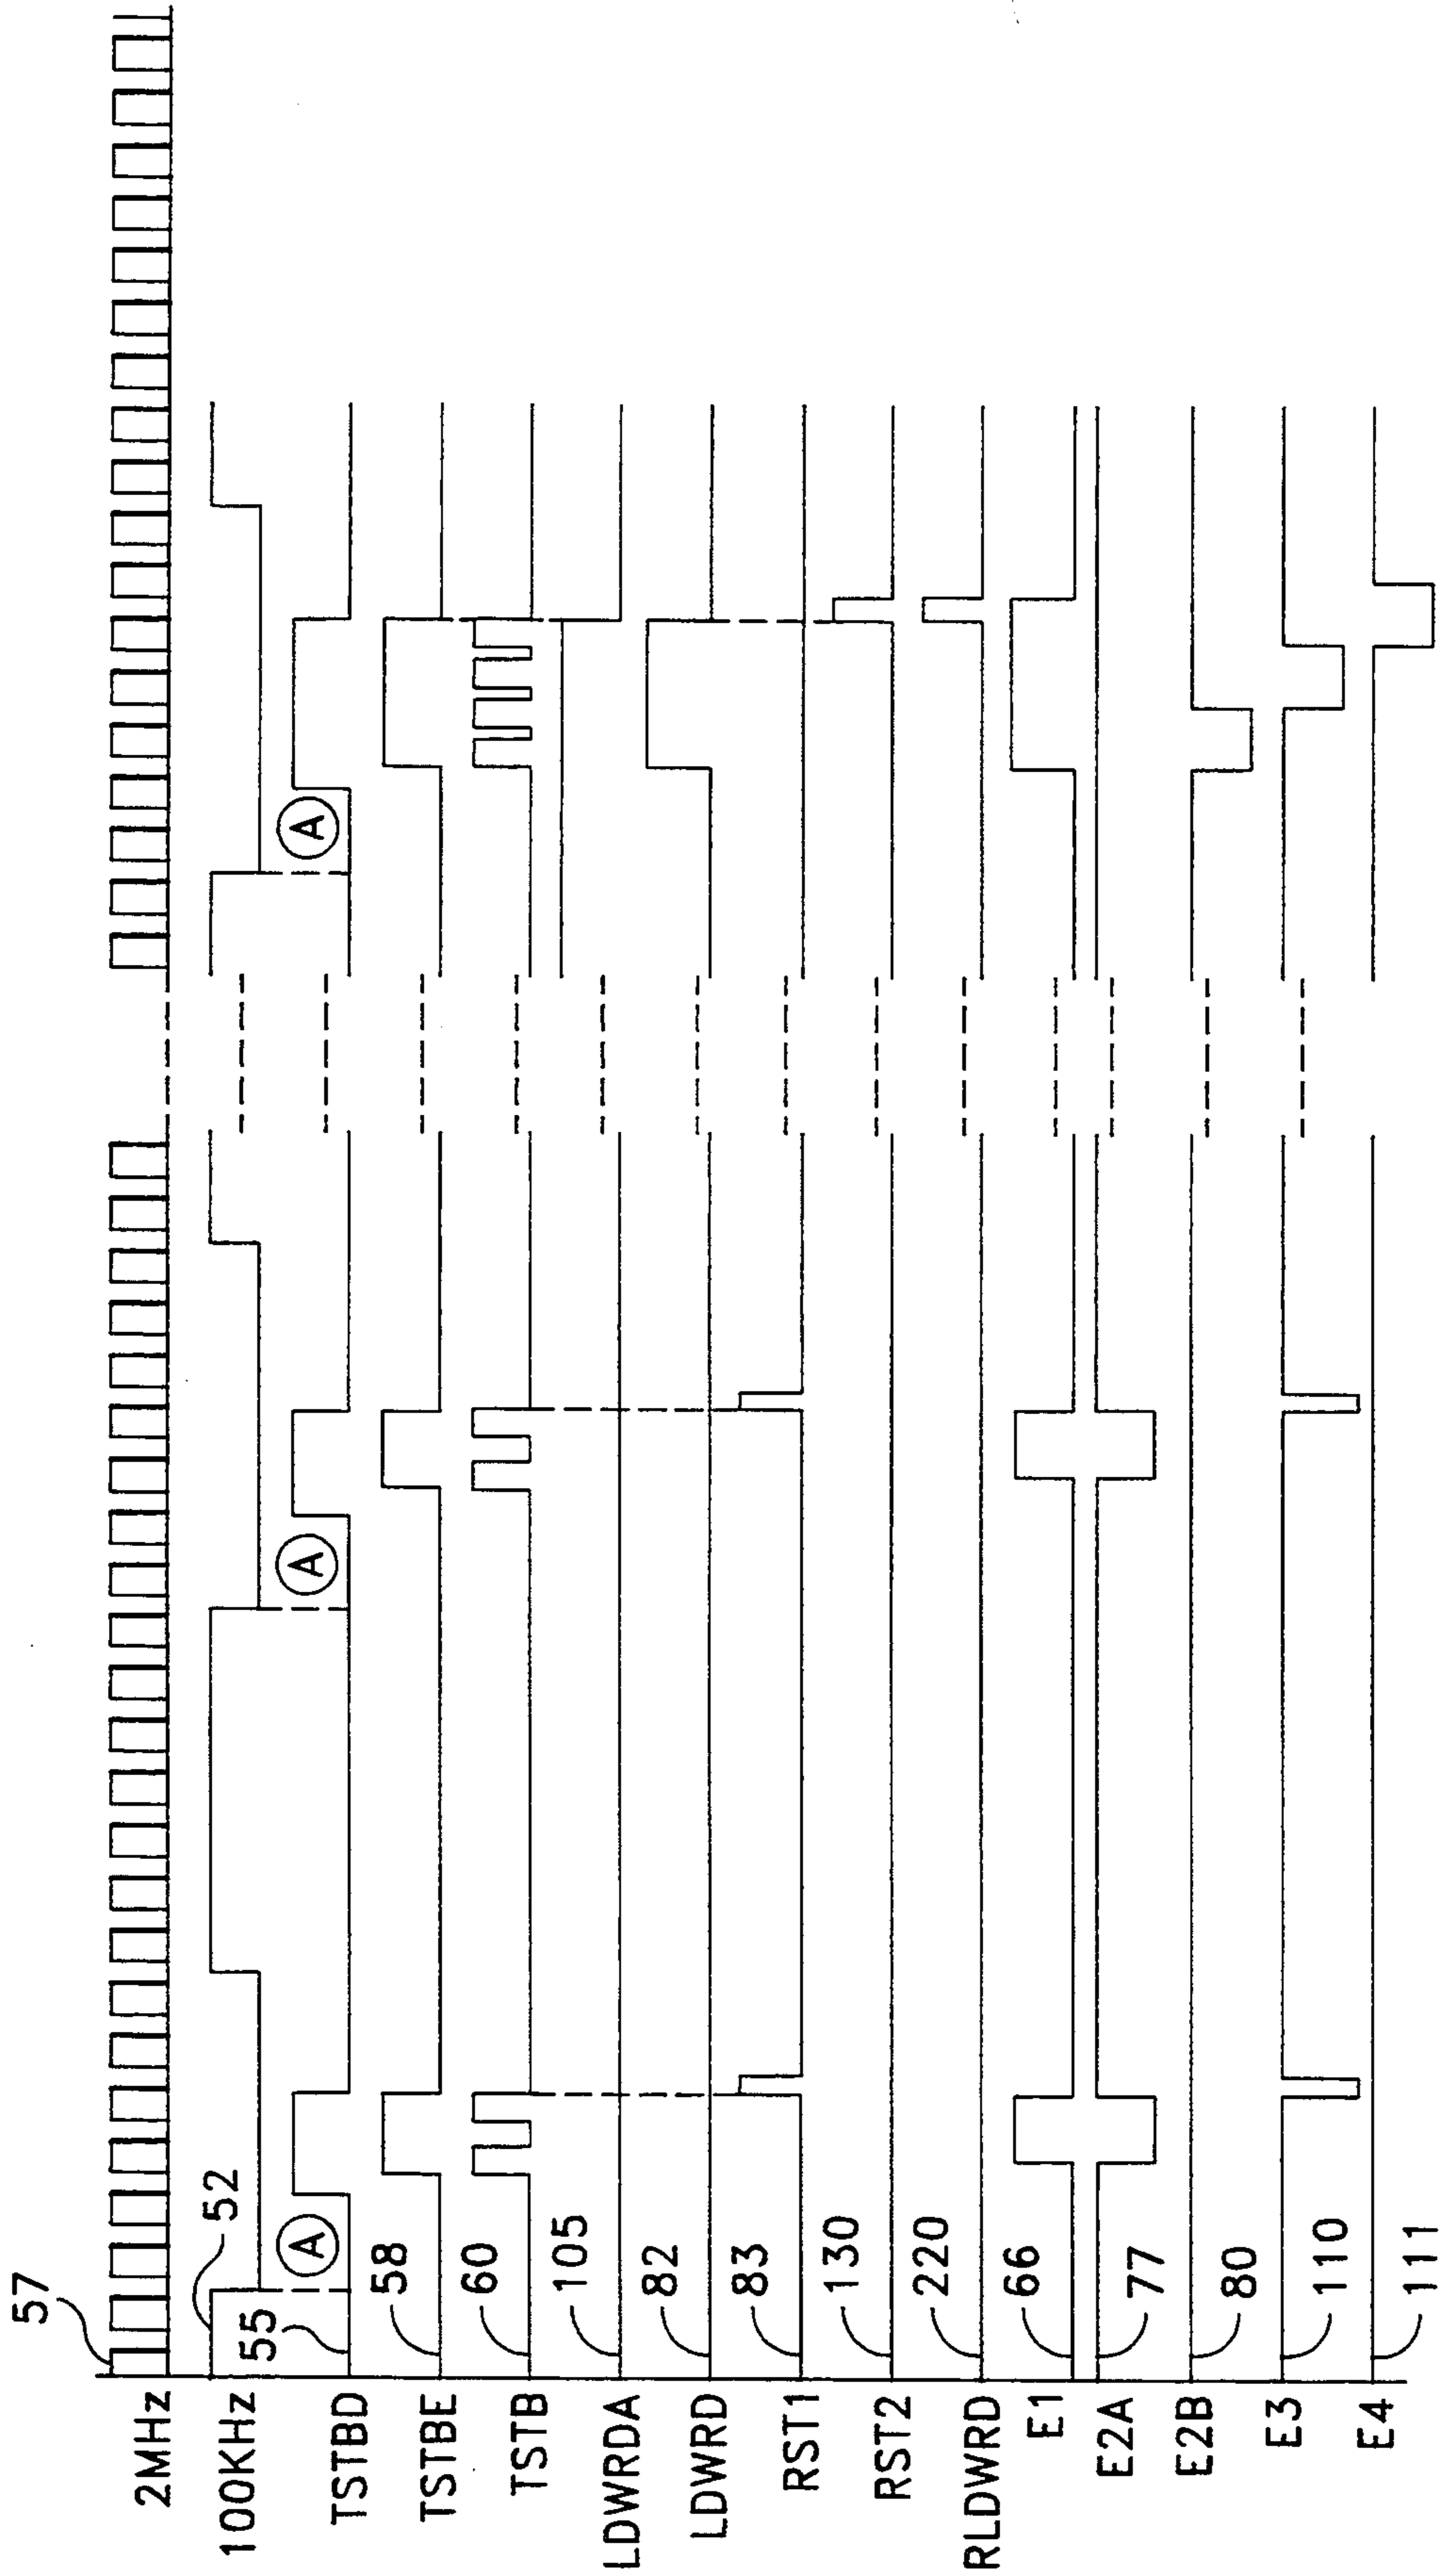 57
2MHz
52
100KHz
A
A
A
55
TSTBD
58
TSTBE
60
TSTB
105
LDWRDA
82
LDWRD
83
RST1
130
RST2
220
RLDWRD
66
E1
77
E2A
80
E2B
110
E3
111
E4